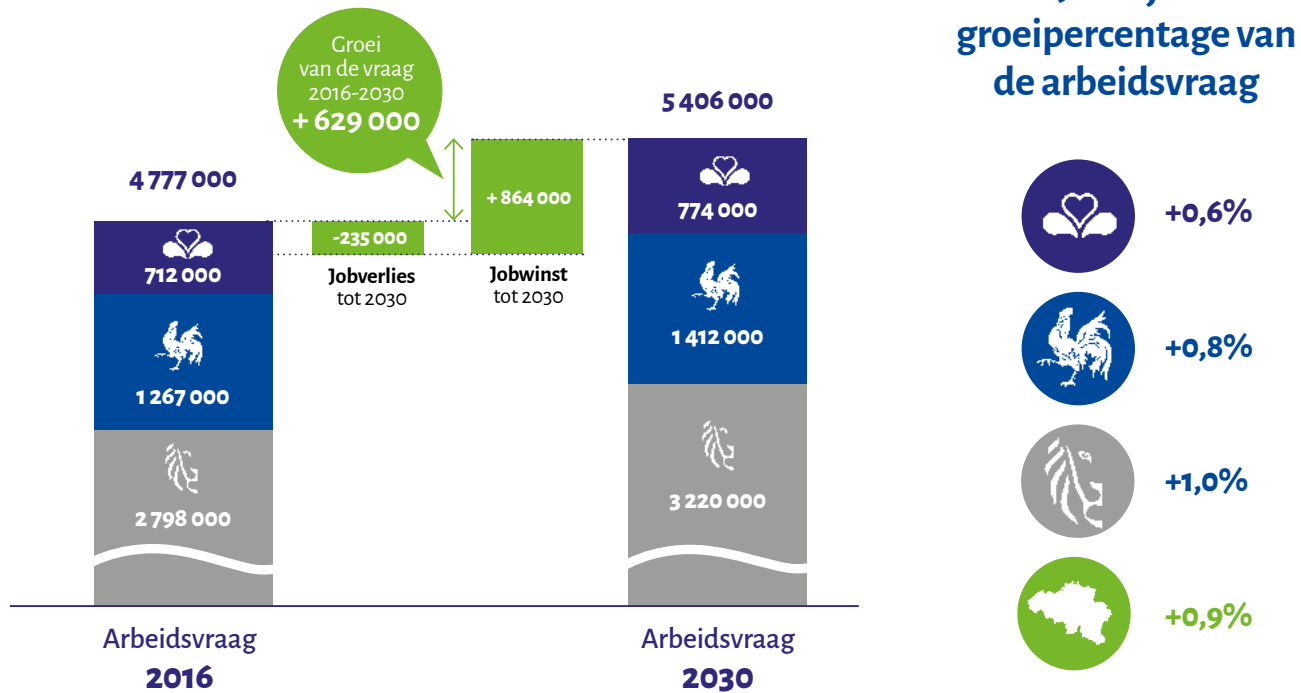 groeipercentage van
de arbeidsvraag
Groei
van de vraag
2016-2030
+ 629 000
4 777 000
712 000
1 267 000
2 798 000
-235 000
Jobverlies
tot 2030
+ 864 000
Jobwinst
tot 2030
5 406 000
774 000
1 412 000
3 220 000
+0,6%
+0,8%
+1,0%
+0,9%
Arbeidsvraag
2016
Arbeidsvraag
2030